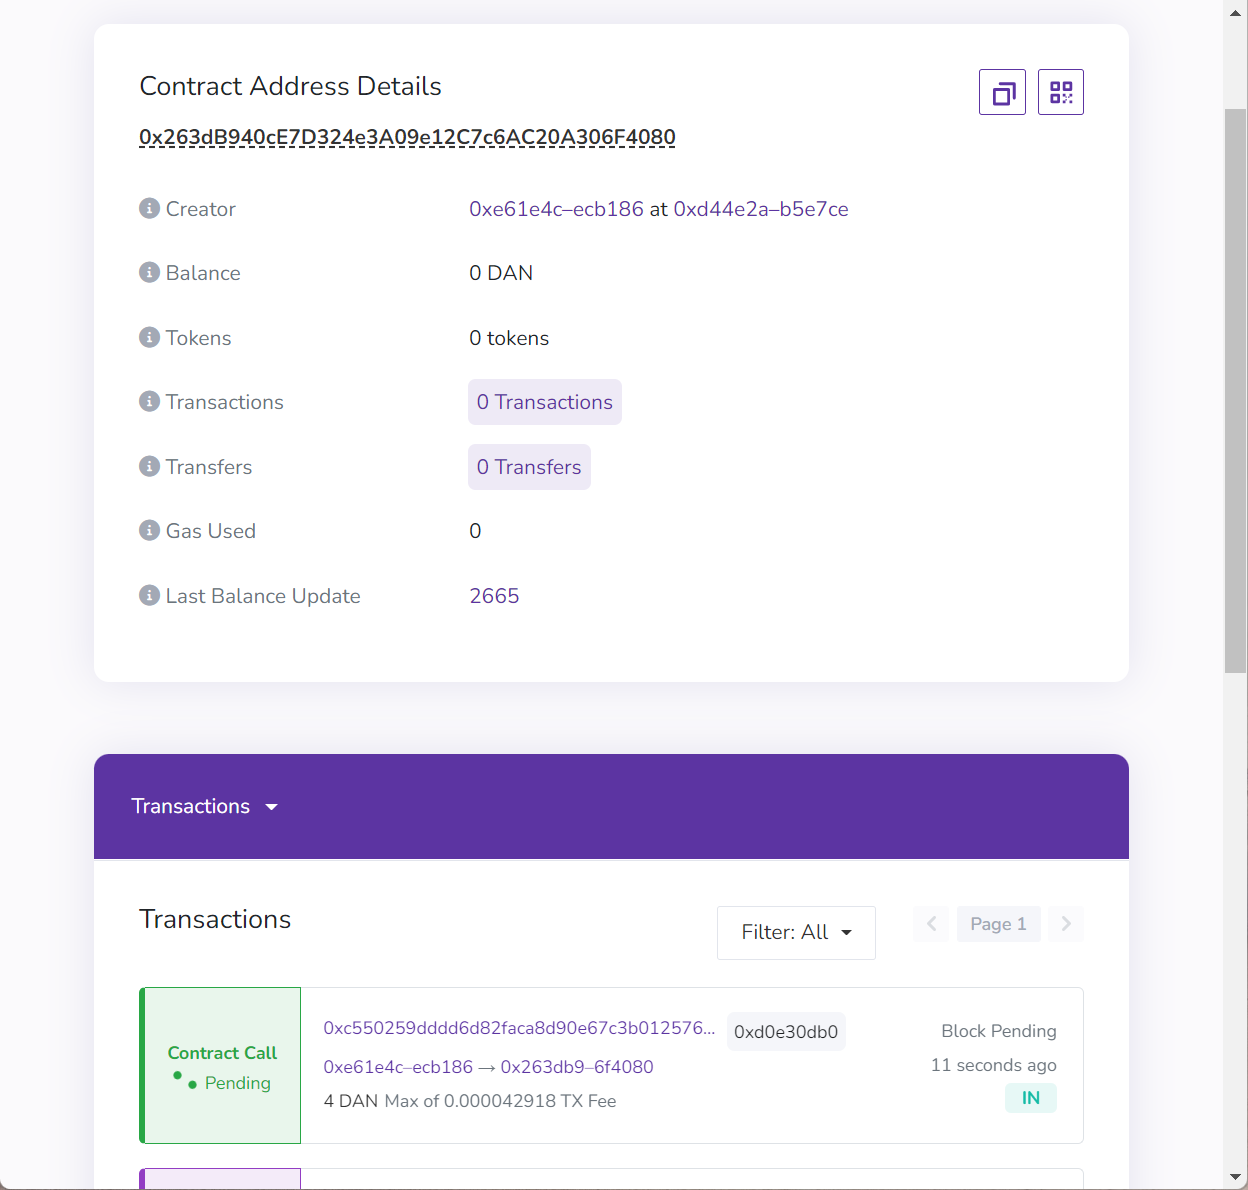 Contract Address Details
0x263dB940cE7D324e3A09e12C7c6AC20A306F4080
Creator 0xe61e4c–ecb186 at 0xd44e2a–b5e7ce
Balance 0 DAN
Tokens 0 tokens
Transactions 0 Transactions
Transfers 0 Transfers
Gas Used 0
Last Balance Update 2665
Transactions
Transactions
Filter: All
Page 1
Contract Call
Pending
0xc550259dddd6d82faca8d90e67c3b012576... 0xd0e30db0
0xe61e4c–ecb186 → 0x263db9–6f4080
4 DAN Max of 0.000042918 TX Fee
Block Pending
11 seconds ago
IN